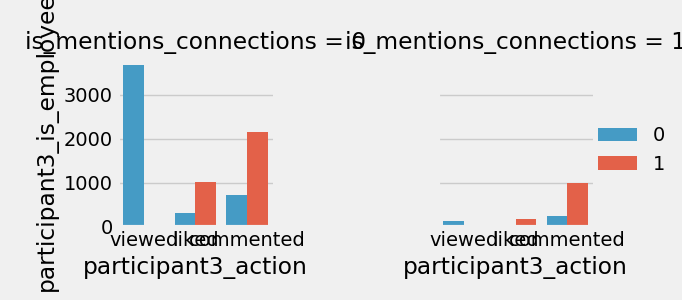 is_mentions_connections = 0
is_mentions_connections = 1
participant3_is_employee
3000
2000
1000
0
viewed
liked
commented
viewed
liked
commented
participant3_action
participant3_action
0
1